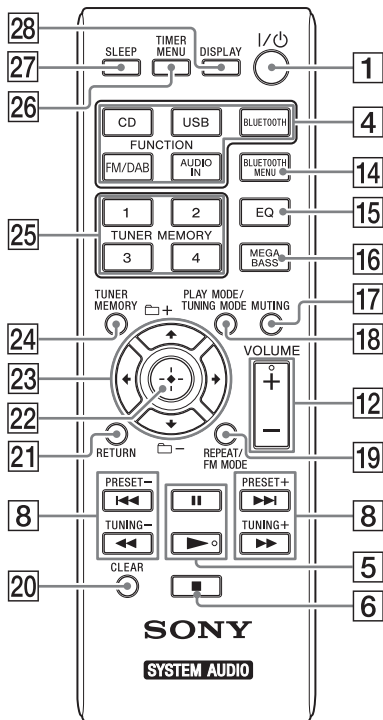 28
SLEEP
TIMER
MENU
DISPLAY
I/⏻
27
26
1
CD
USB
BLUETOOTH
4
FUNCTION
FM/DAB
AUDIO
IN
BLUETOOTH
MENU
14
1
2
EQ
15
25
TUNER MEMORY
3
4
MEGA
BASS
16
TUNER
MEMORY
+
PLAY MODE/
TUNING MODE
MUTING
17
24
18
VOLUME
23
+
12
22
–
21
RETURN
–
REPEAT/
FM MODE
19
PRESET–
PRESET+
8
8
TUNING–
TUNING+
5
CLEAR
20
6
SONY
SYSTEM AUDIO